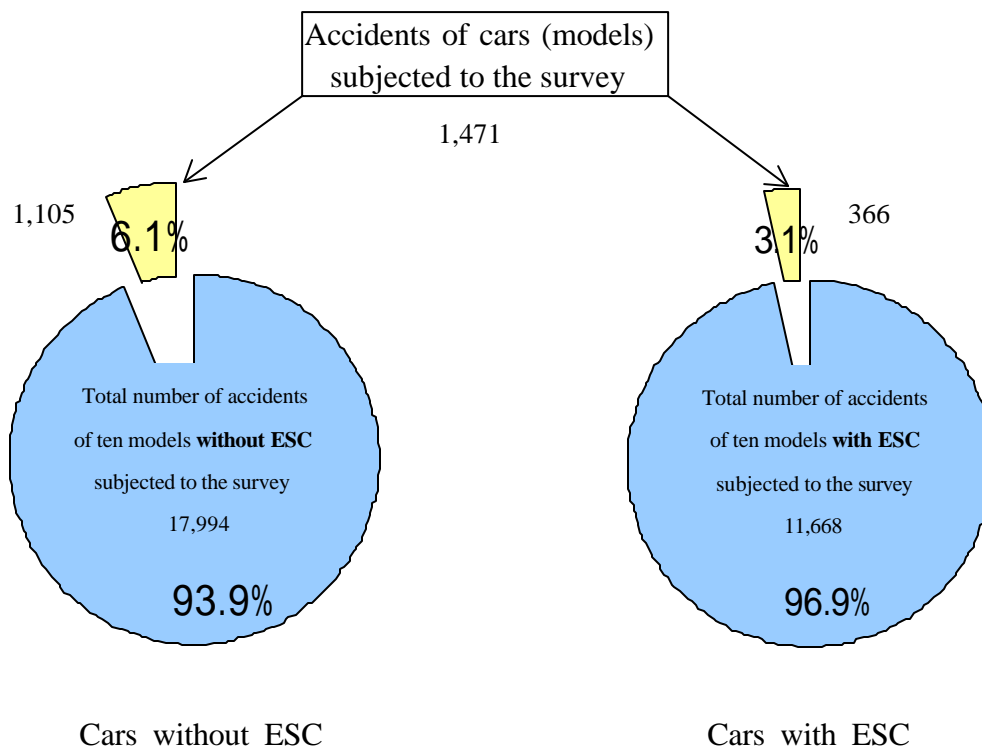 Accidents of cars (models)
subjected to the survey
1,471
1,105
6.1%
366
3.1%
Total number of accidents
of ten models without ESC
subjected to the survey
17,994
93.9%
Total number of accidents
of ten models with ESC
subjected to the survey
11,668
96.9%
Cars without ESC
Cars with ESC